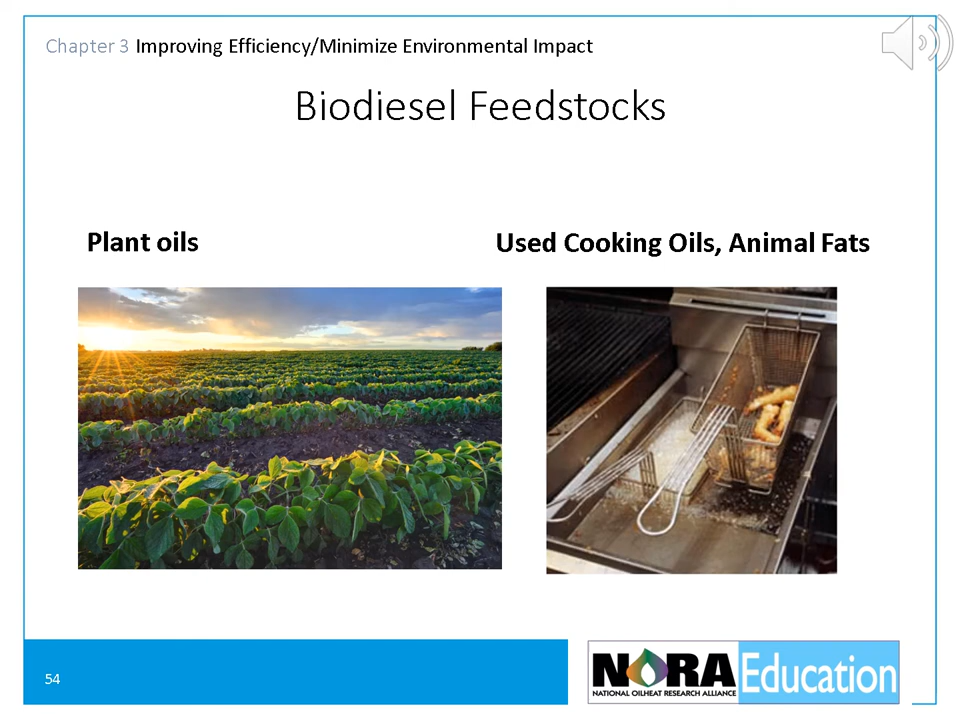 Chapter 3 Improving Efficiency/Minimize Environmental Impact
Biodiesel Feedstocks
Plant oils
Used Cooking Oils, Animal Fats
54
NORA Education
NATIONAL OILHEAT RESEARCH ALLIANCE